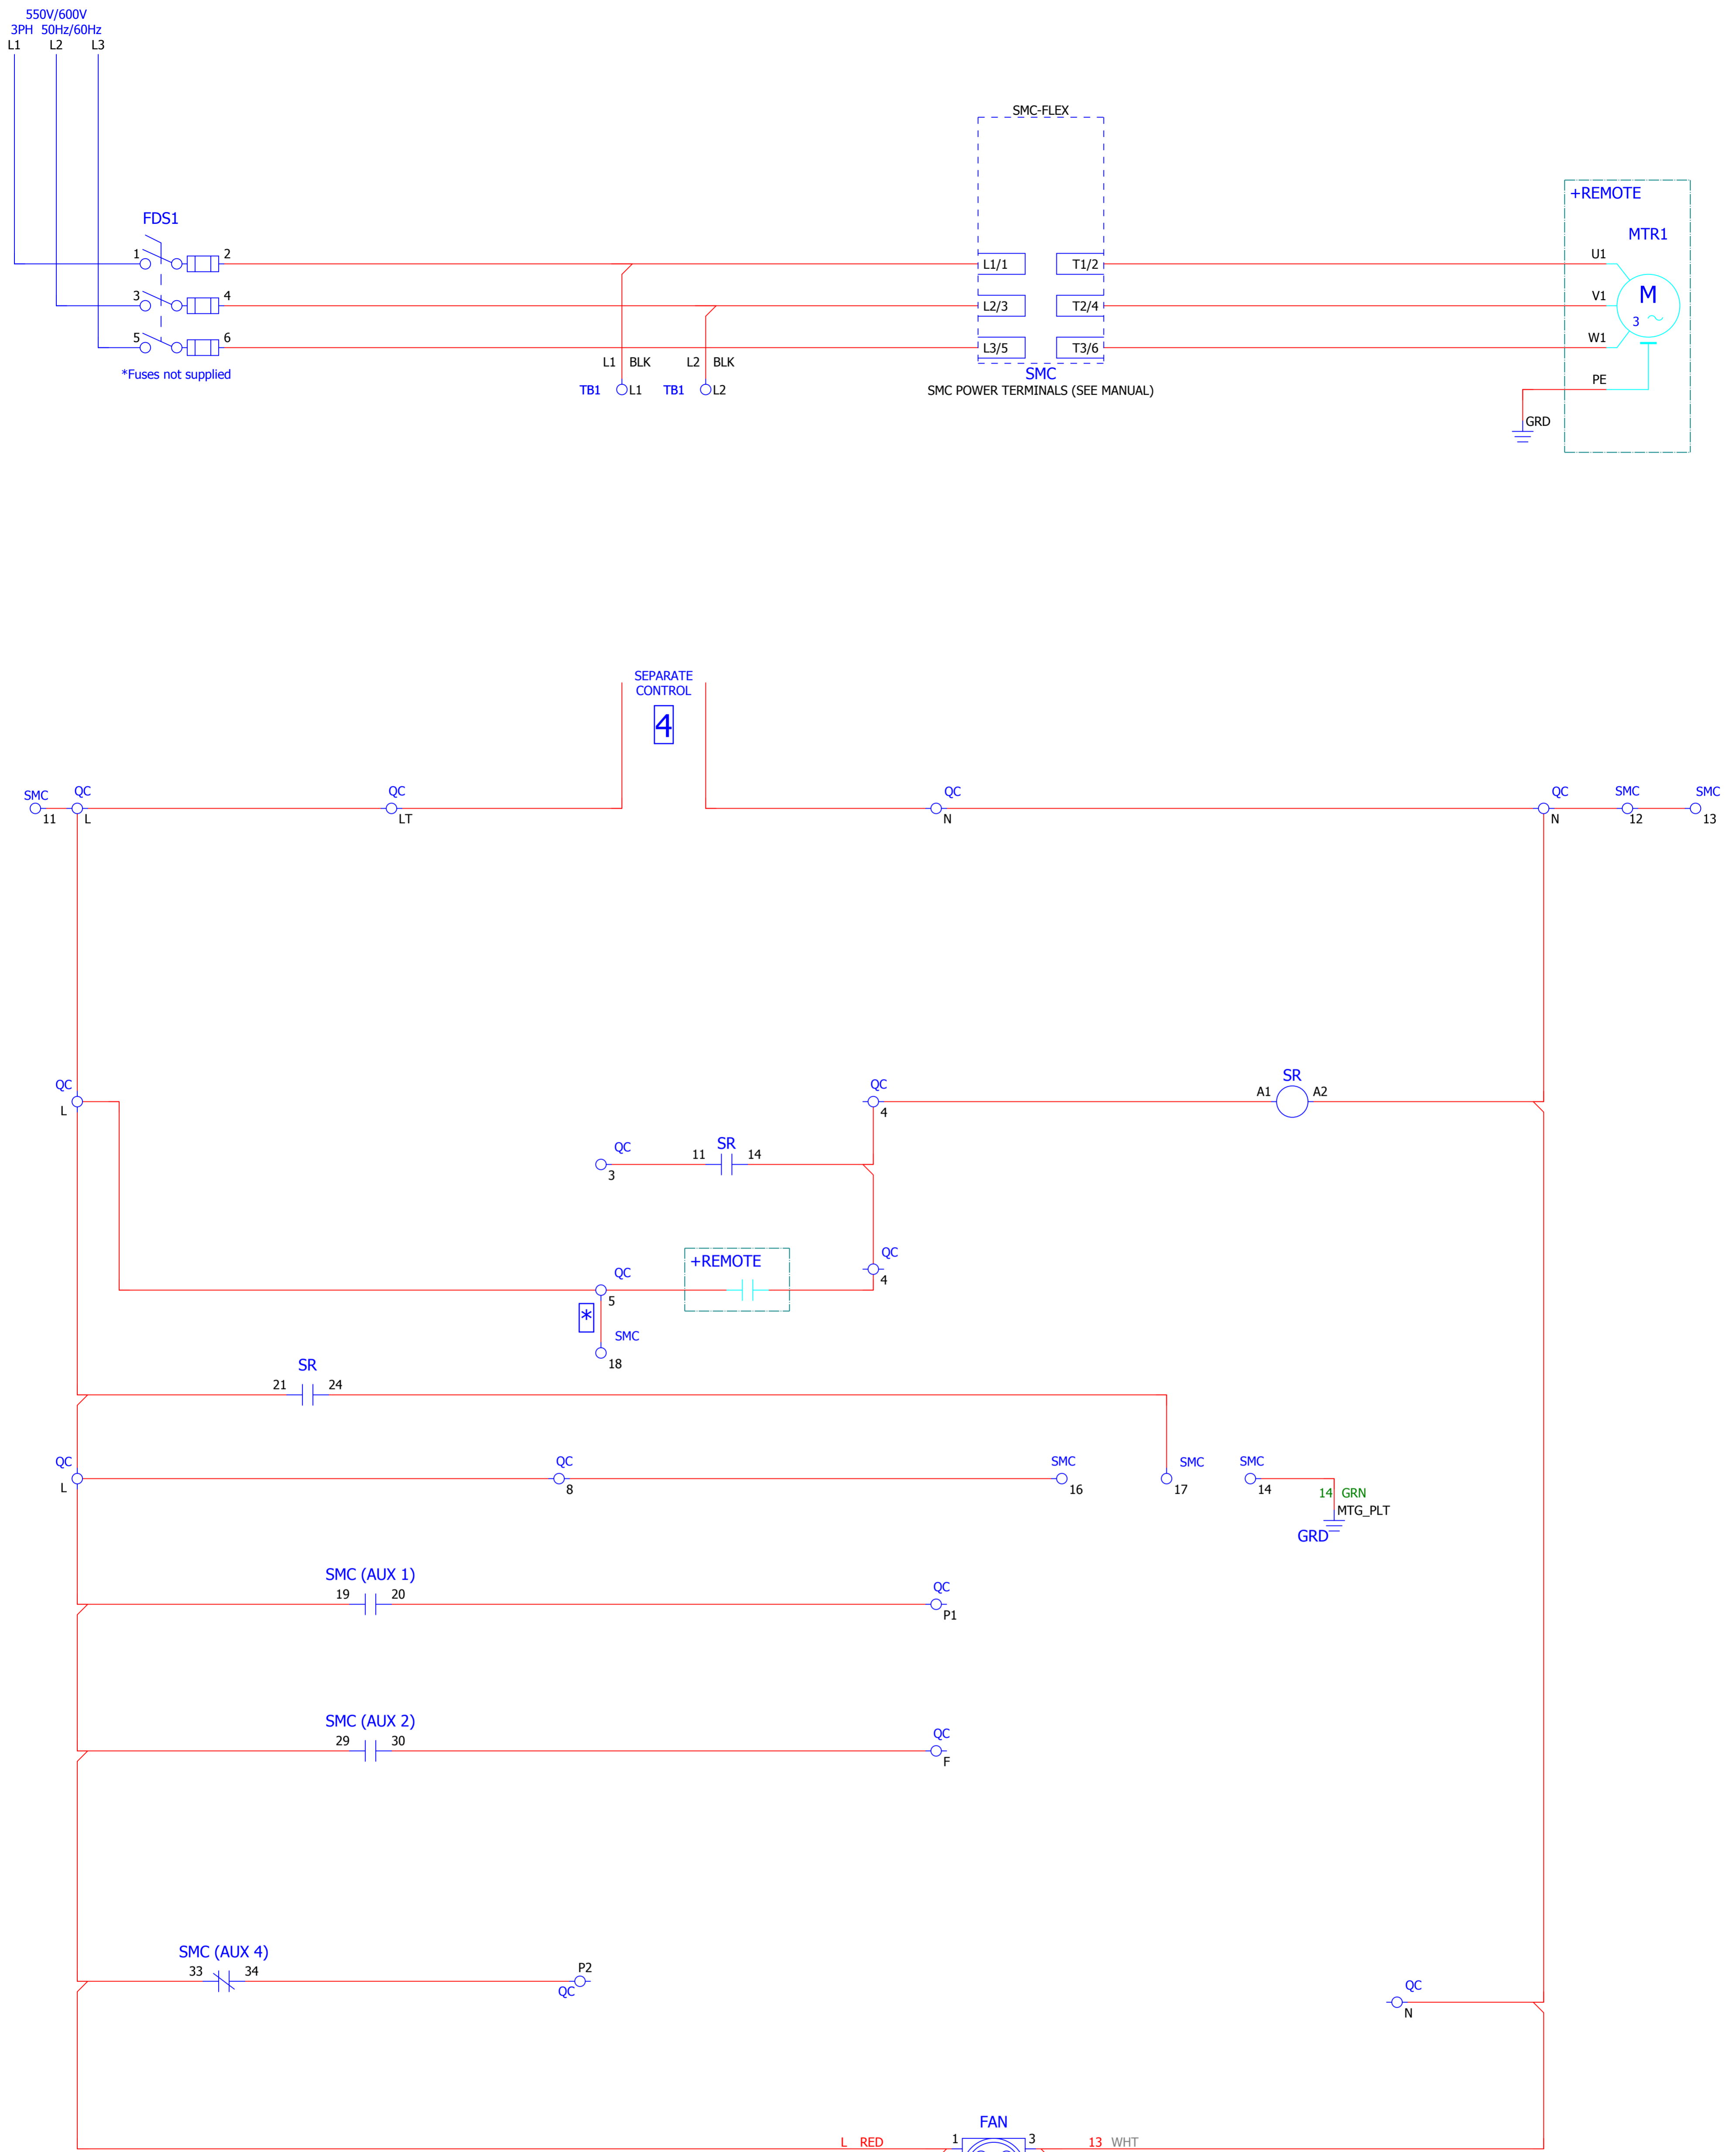 550V/600V
3PH 50Hz/60Hz
L1 L2 L3
SMC-FLEX
+REMOTE
FDS1
MTR1
1 2 L1/1 T1/2 U1
3 4 L2/3 T2/4 V1 M
3
5 6 L3/5 T3/6 W1
*Fuses not supplied
L1 BLK L2 BLK
SMC
PE
TB1 L1 TB1 L2
SMC POWER TERMINALS (SEE MANUAL)
GRD
SEPARATE
CONTROL
4
SMC QC QC QC QC SMC SMC
11 L LT N N 12 13
QC QC SR
A1 A2
L 4
QC SR
11 14
3
QC
+REMOTE
4
QC
5
*
SMC
18
SR
21 24
QC QC SMC SMC SMC
L 8 16 17 14
14 GRN
MTG_PLT
GRD
SMC (AUX 1)
19 20 QC
P1
SMC (AUX 2)
29 30 QC
F
SMC (AUX 4)
33 34 P2
QC
QC
N
FAN
L RED 1 3 13 WHT